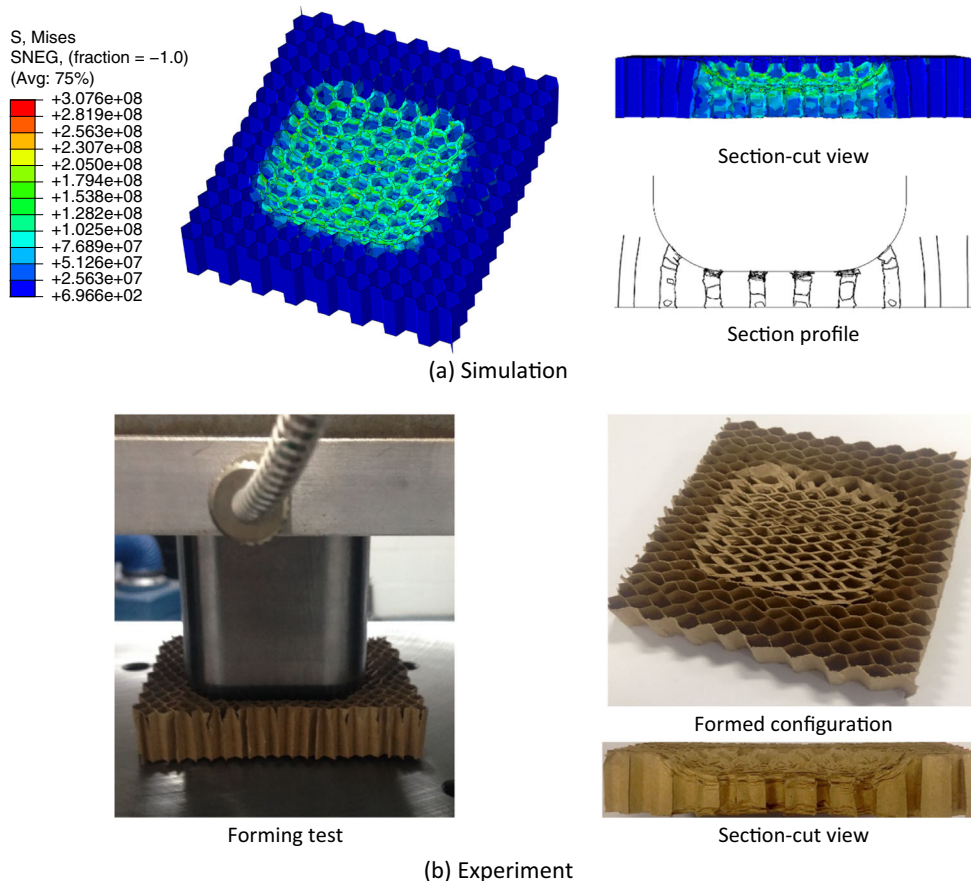 S, Mises
SNEG, (fraction = −1.0)
(Avg: 75%)
+3.076e+08
+2.819e+08
+2.563e+08
+2.307e+08
+2.050e+08
+1.794e+08
+1.538e+08
+1.282e+08
+1.025e+08
+7.689e+07
+5.126e+07
+2.563e+07
+6.966e+02
Section-cut view
Section profile
(a) Simulation
Forming test
Formed configuration
Section-cut view
(b) Experiment